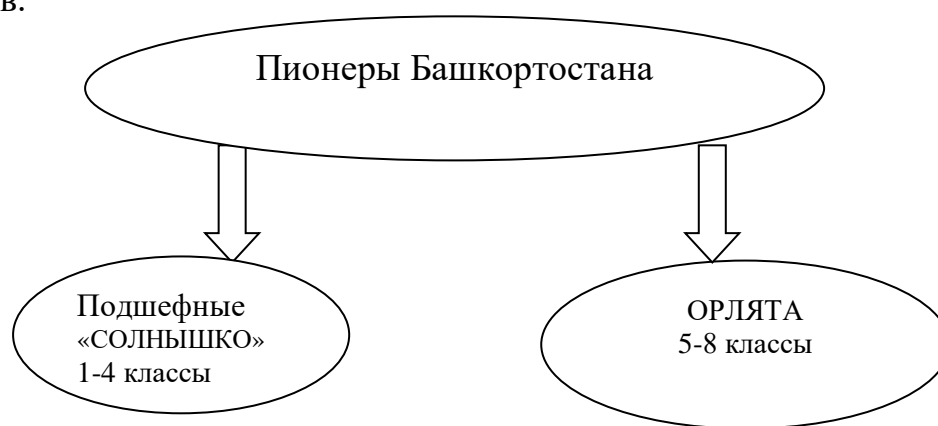 в.
Пионеры Башкортостана
Подшефные
«СОЛНЫШКО»
1-4 классы
ОРЛЯТА
5-8 классы